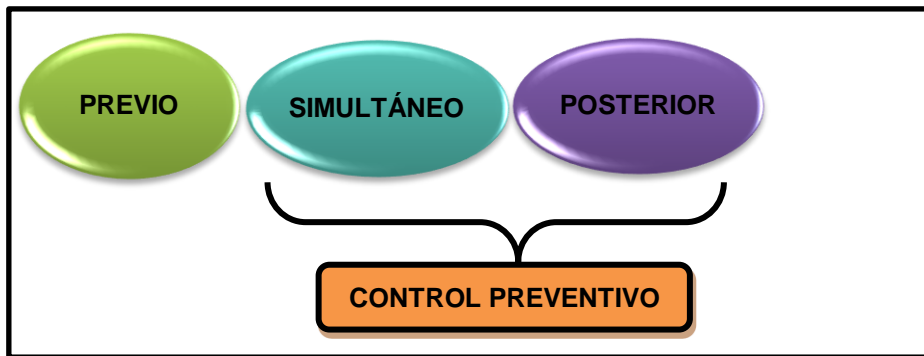 PREVIO
SIMULTÁNEO
POSTERIOR
CONTROL PREVENTIVO